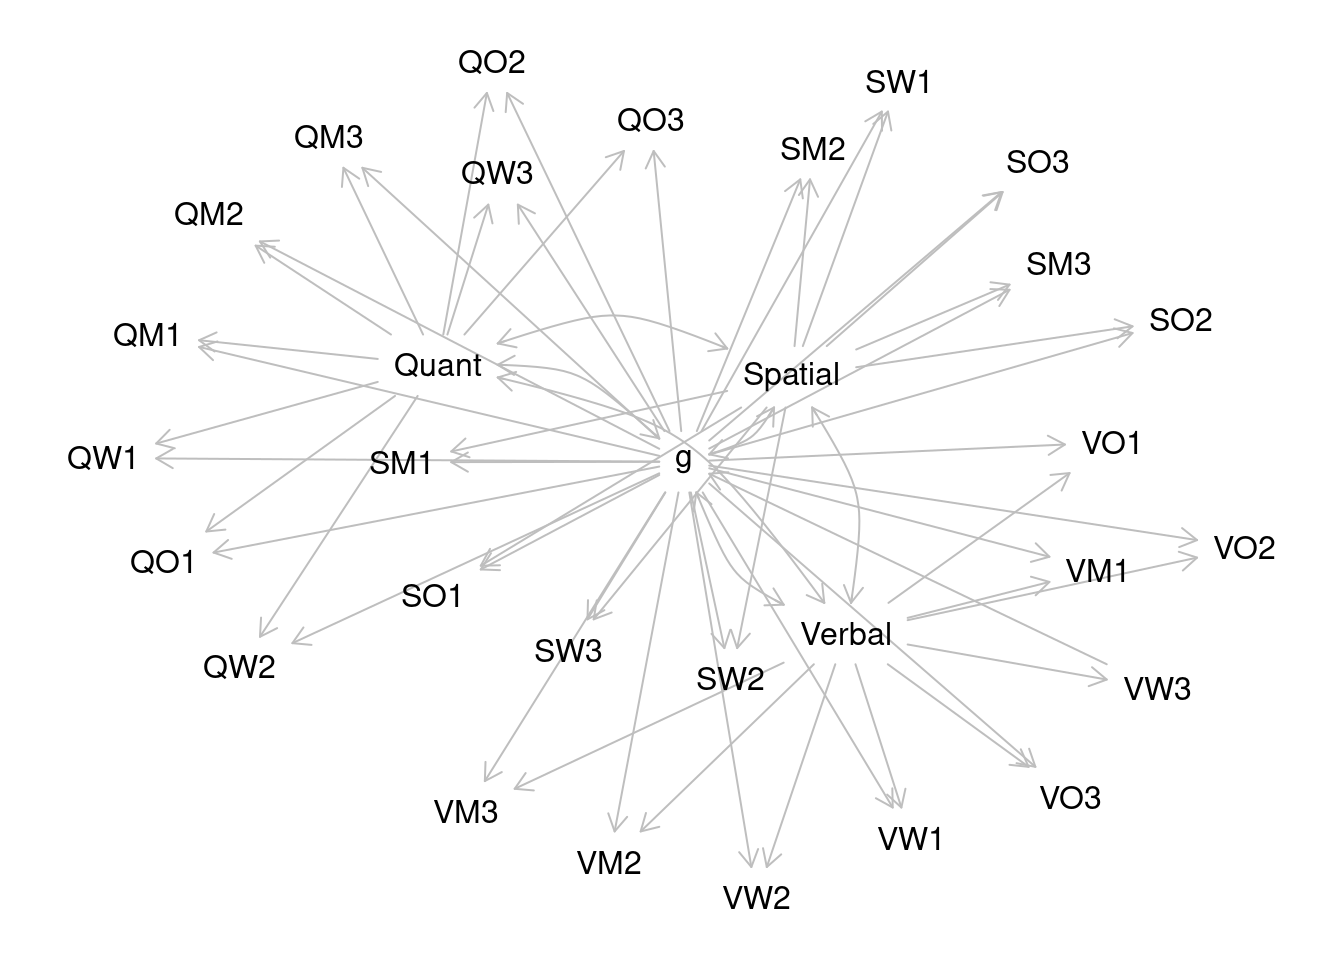 QO2
SW1
QO3
QM3
SM2
SO3
QW3
QM2
SM3
SO2
QM1
Quant
Spatial
VO1
QW1
SM1
g
VO2
QO1
VM1
SO1
Verbal
SW3
QW2
SW2
VW3
VO3
VM3
VW1
VM2
VW2